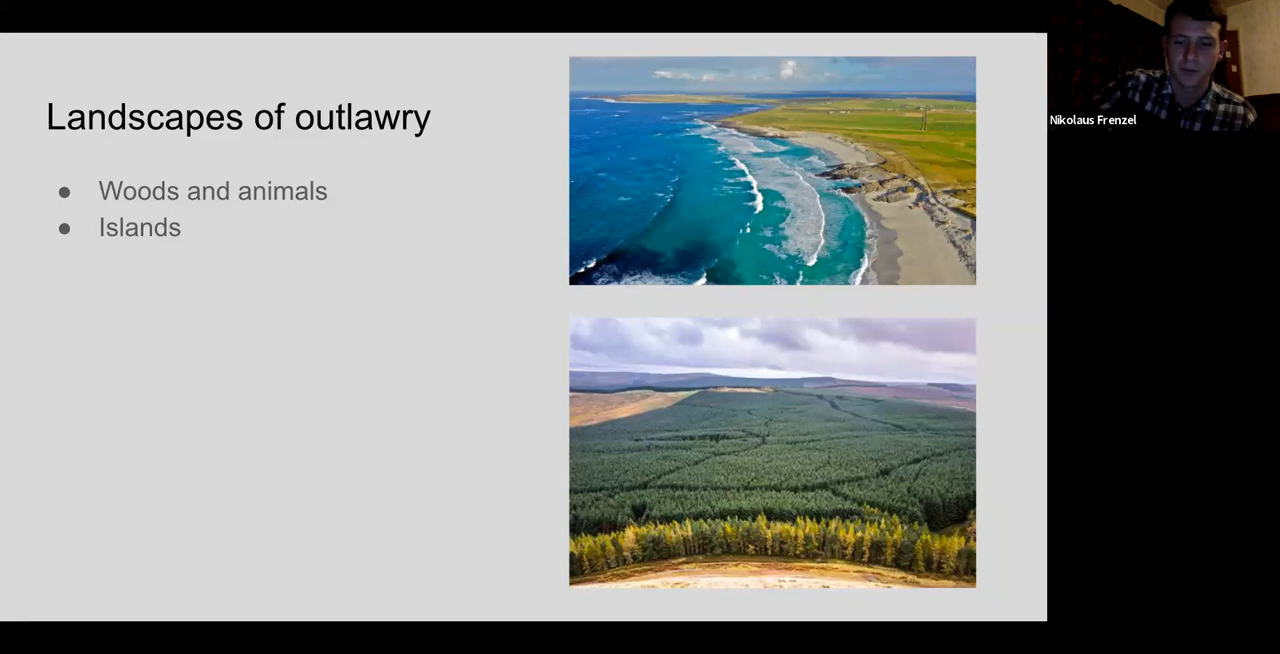 Landscapes of outlawry
● Woods and animals
● Islands
Nikolaus Frenzel